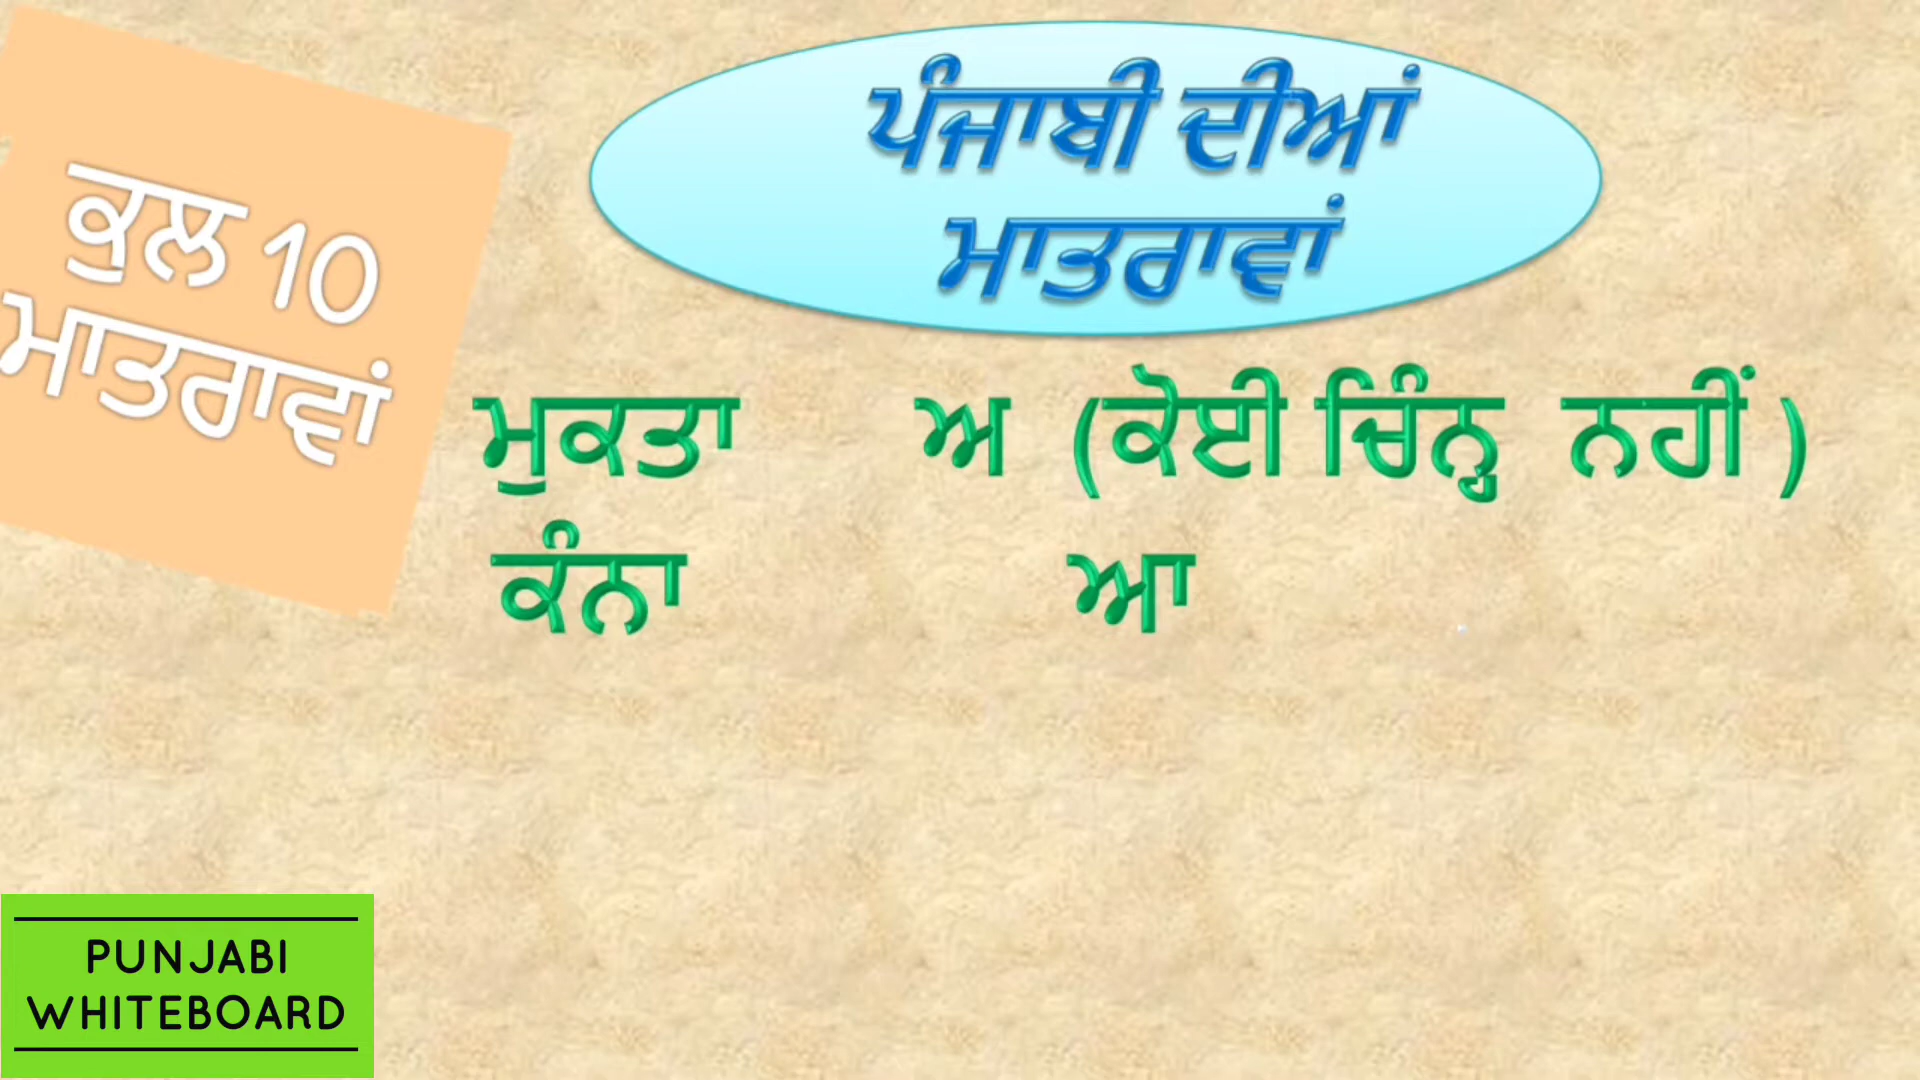 ਕੁਲ 10
ਮਾਤਰਾਵਾਂ
ਪੰਜਾਬੀ ਦੀਆਂ
ਮਾਤਰਾਵਾਂ
ਮੁਕਤਾ ਅ (ਕੋਈ ਚਿੰਨ੍ਹ ਨਹੀਂ )
ਕੰਨਾ ਆ
PUNJABI
WHITEBOARD